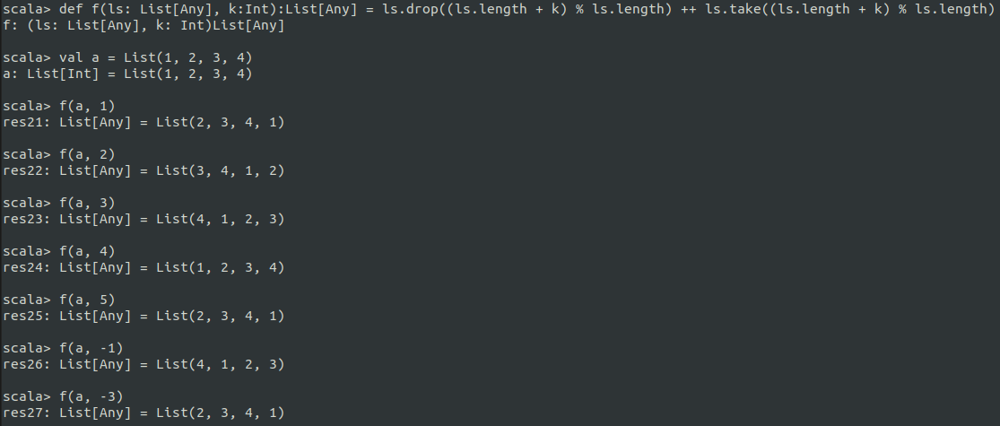 scala> def f(ls: List[Any], k:Int):List[Any] = ls.drop((ls.length + k) % ls.length) ++ ls.take((ls.length + k) % ls.length)
f: (ls: List[Any], k: Int)List[Any]
scala> val a = List(1, 2, 3, 4)
a: List[Int] = List(1, 2, 3, 4)
scala> f(a, 1)
res21: List[Any] = List(2, 3, 4, 1)
scala> f(a, 2)
res22: List[Any] = List(3, 4, 1, 2)
scala> f(a, 3)
res23: List[Any] = List(4, 1, 2, 3)
scala> f(a, 4)
res24: List[Any] = List(1, 2, 3, 4)
scala> f(a, 5)
res25: List[Any] = List(2, 3, 4, 1)
scala> f(a, -1)
res26: List[Any] = List(4, 1, 2, 3)
scala> f(a, -3)
res27: List[Any] = List(2, 3, 4, 1)